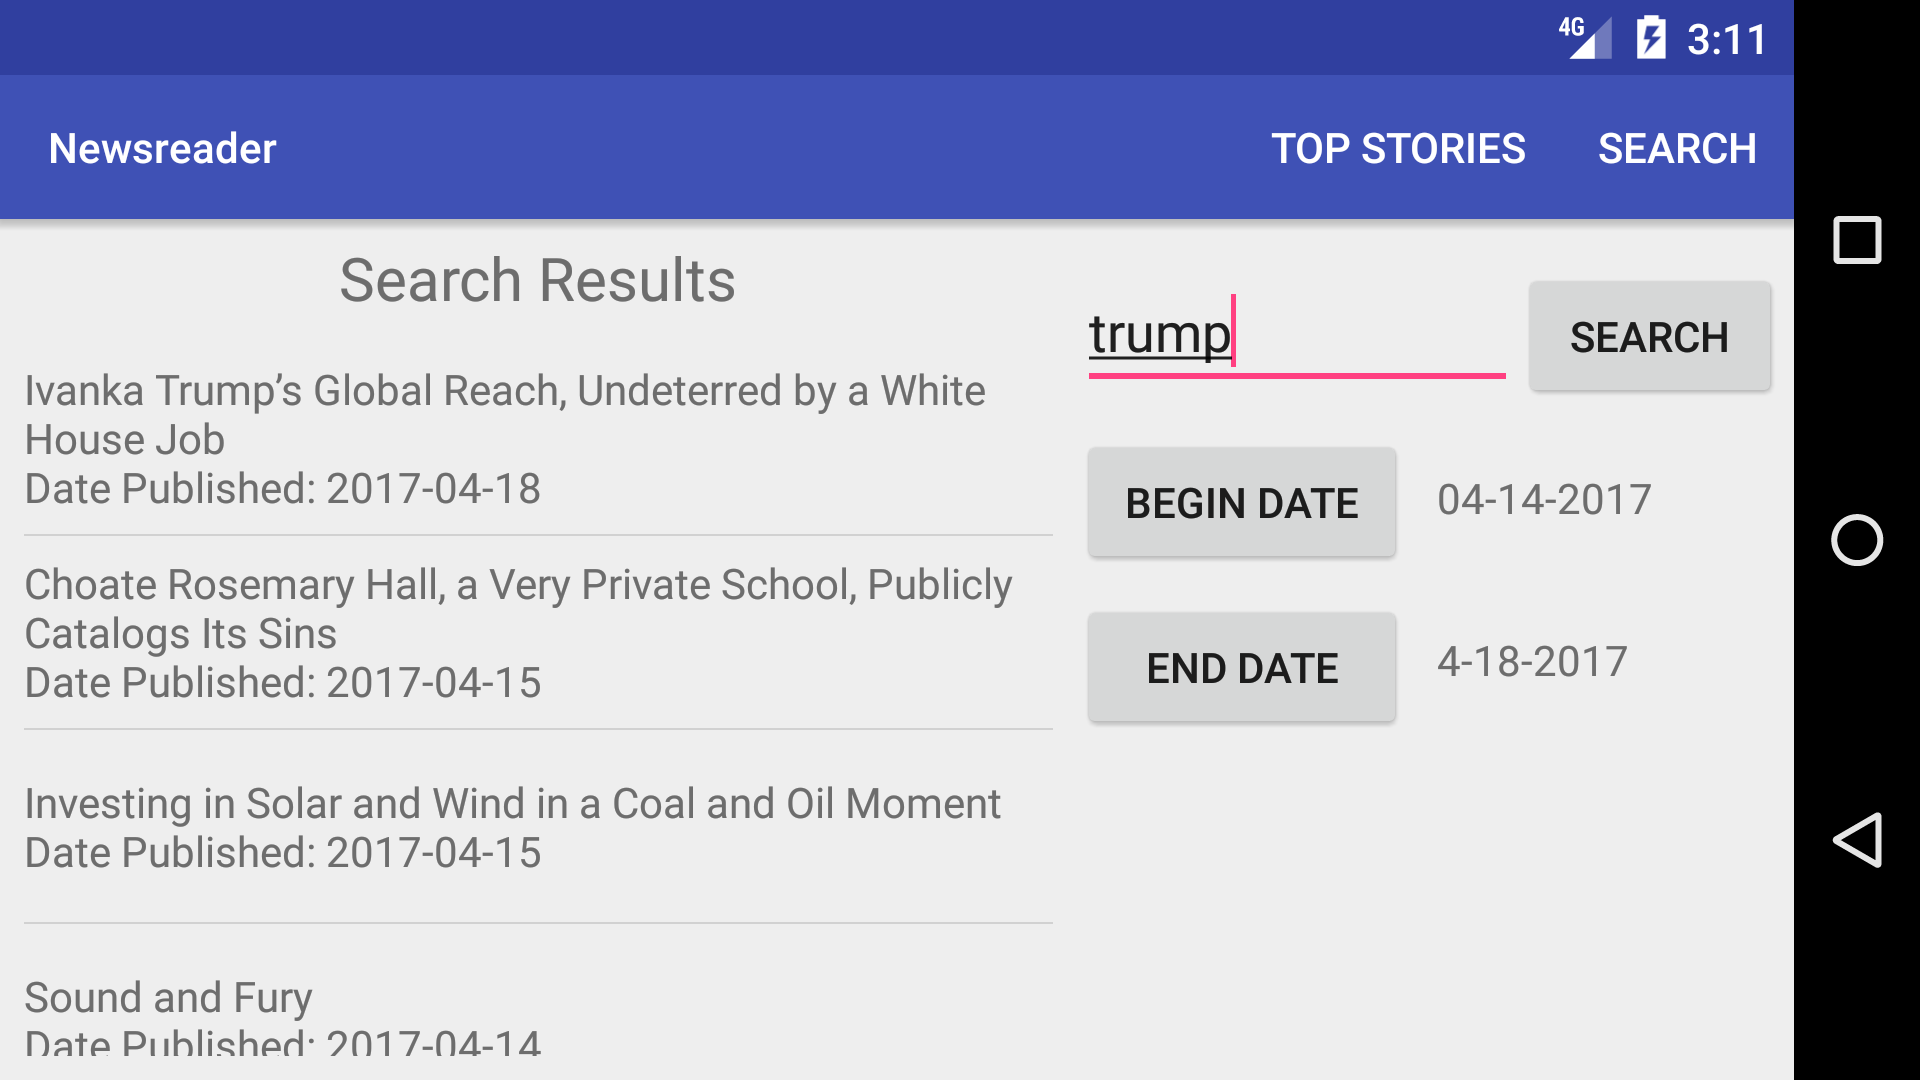 4G 3:11
Newsreader TOP STORIES SEARCH
Search Results
Ivanka Trump’s Global Reach, Undeterred by a White
House Job
Date Published: 2017-04-18
Choate Rosemary Hall, a Very Private School, Publicly
Catalogs Its Sins
Date Published: 2017-04-15
Investing in Solar and Wind in a Coal and Oil Moment
Date Published: 2017-04-15
Sound and Fury
Date Published: 2017-04-14
trump SEARCH
BEGIN DATE 04-14-2017
END DATE 4-18-2017